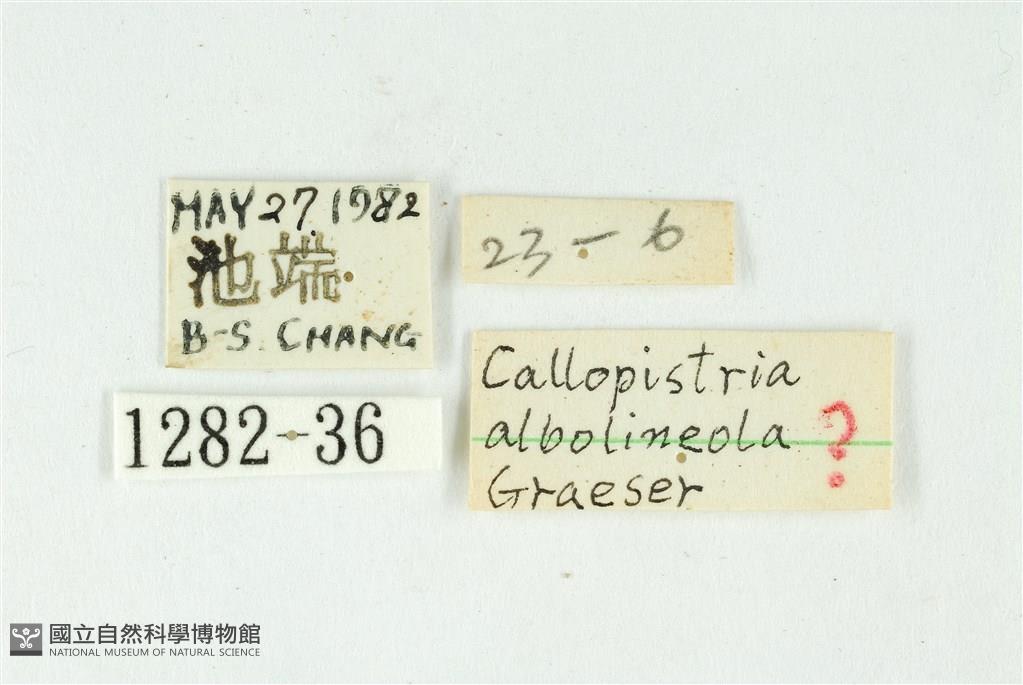 MAY 27. 1982
池端
B-S. CHANG
23-6
1282-36
Callopistria
albolineola ?
Graeser
國立自然科學博物館
NATIONAL MUSEUM OF NATURAL SCIENCE